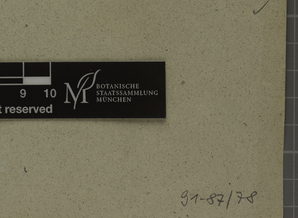 9 10
t reserved
M
BOTANISCHE
STAATSSAMMLUNG
MÜNCHEN
91-87/78